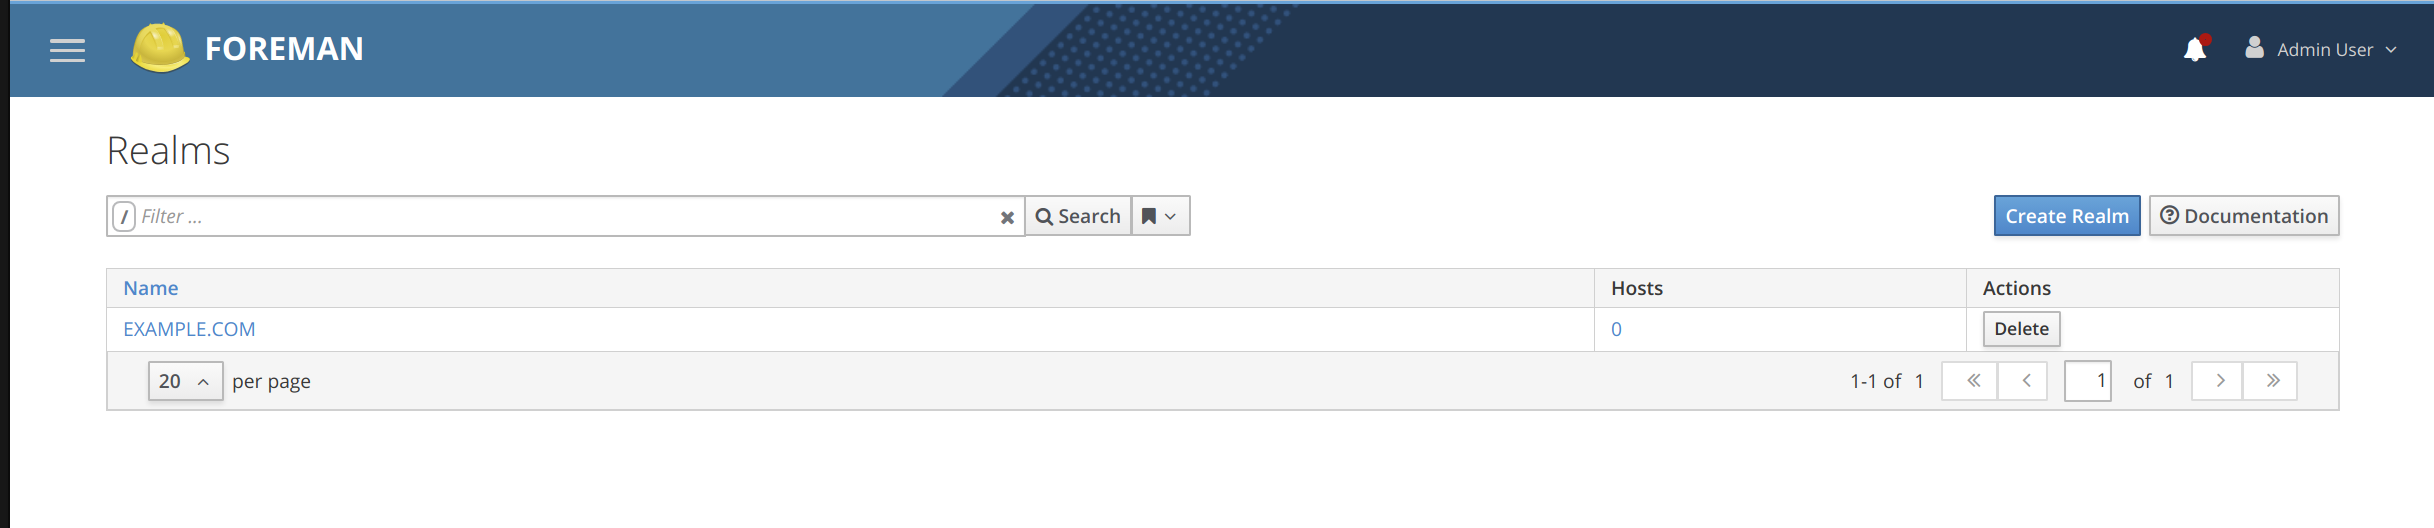 FOREMAN
Admin User
Realms
/ Filter ... Search
Create Realm Documentation
Name Hosts Actions
EXAMPLE.COM 0 Delete
20 per page 1-1 of 1 1 of 1